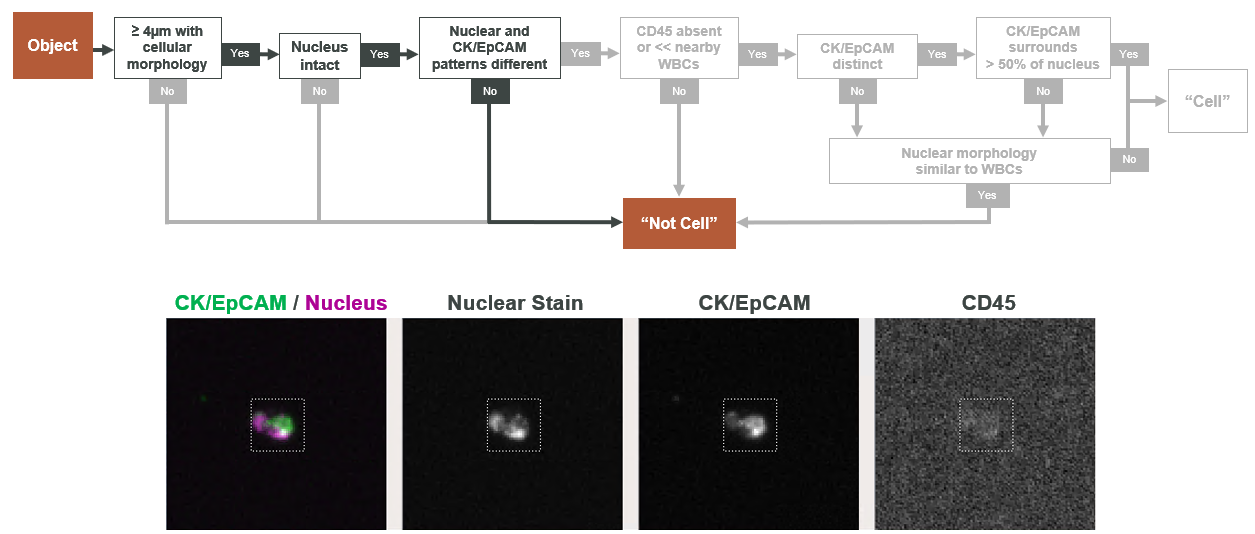 Object
≥ 4µm with
cellular
morphology
Yes
No
Nucleus
intact
Yes
No
Nuclear and
CK/EpCAM
patterns different
Yes
No
CD45 absent
or << nearby
WBCs
Yes
No
CK/EpCAM
distinct
Yes
No
CK/EpCAM
surrounds
> 50% of nucleus
Yes
No
“Cell”
Nuclear morphology
similar to WBCs
No
Yes
“Not Cell”
CK/EpCAM / Nucleus
Nuclear Stain
CK/EpCAM
CD45